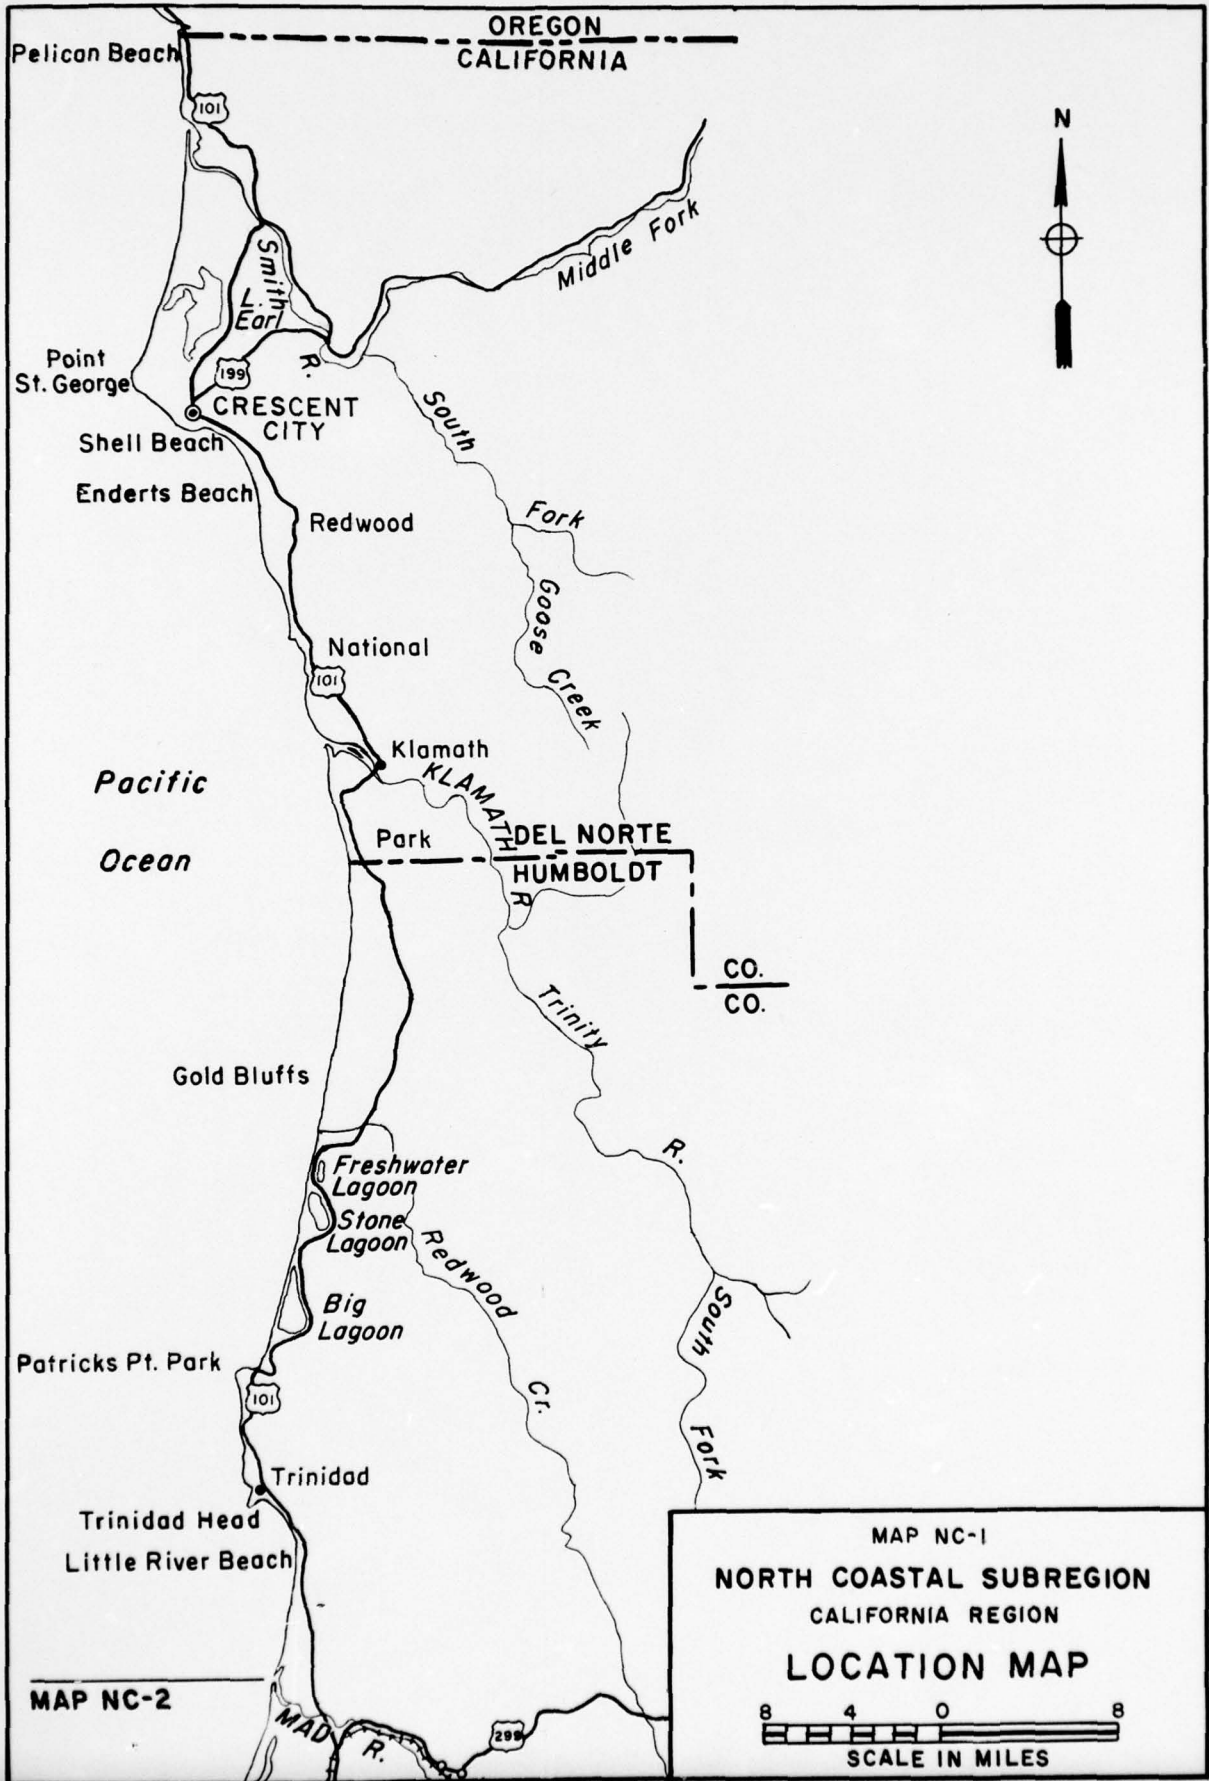 OREGON
CALIFORNIA
Pelican Beach
101
N
Middle Fork
Smith
R.
L.
Earl
Point
St. George
199
CRESCENT
CITY
South
Fork
Shell Beach
Enderts Beach
Redwood
Goose Creek
National
101
Klamath
KLAMATH R
Pacific
Ocean
Park
DEL NORTE
HUMBOLDT
CO.
CO.
Trinity
R.
Gold Bluffs
Freshwater
Lagoon
Stone
Lagoon
Redwood
Cr.
Big
Lagoon
South
Fork
Patricks Pt. Park
101
Trinidad
Trinidad Head
Little River Beach
MAP NC-2
MAD R.
299
MAP NC-1
NORTH COASTAL SUBREGION
CALIFORNIA REGION
LOCATION MAP
8 4 0 8
SCALE IN MILES